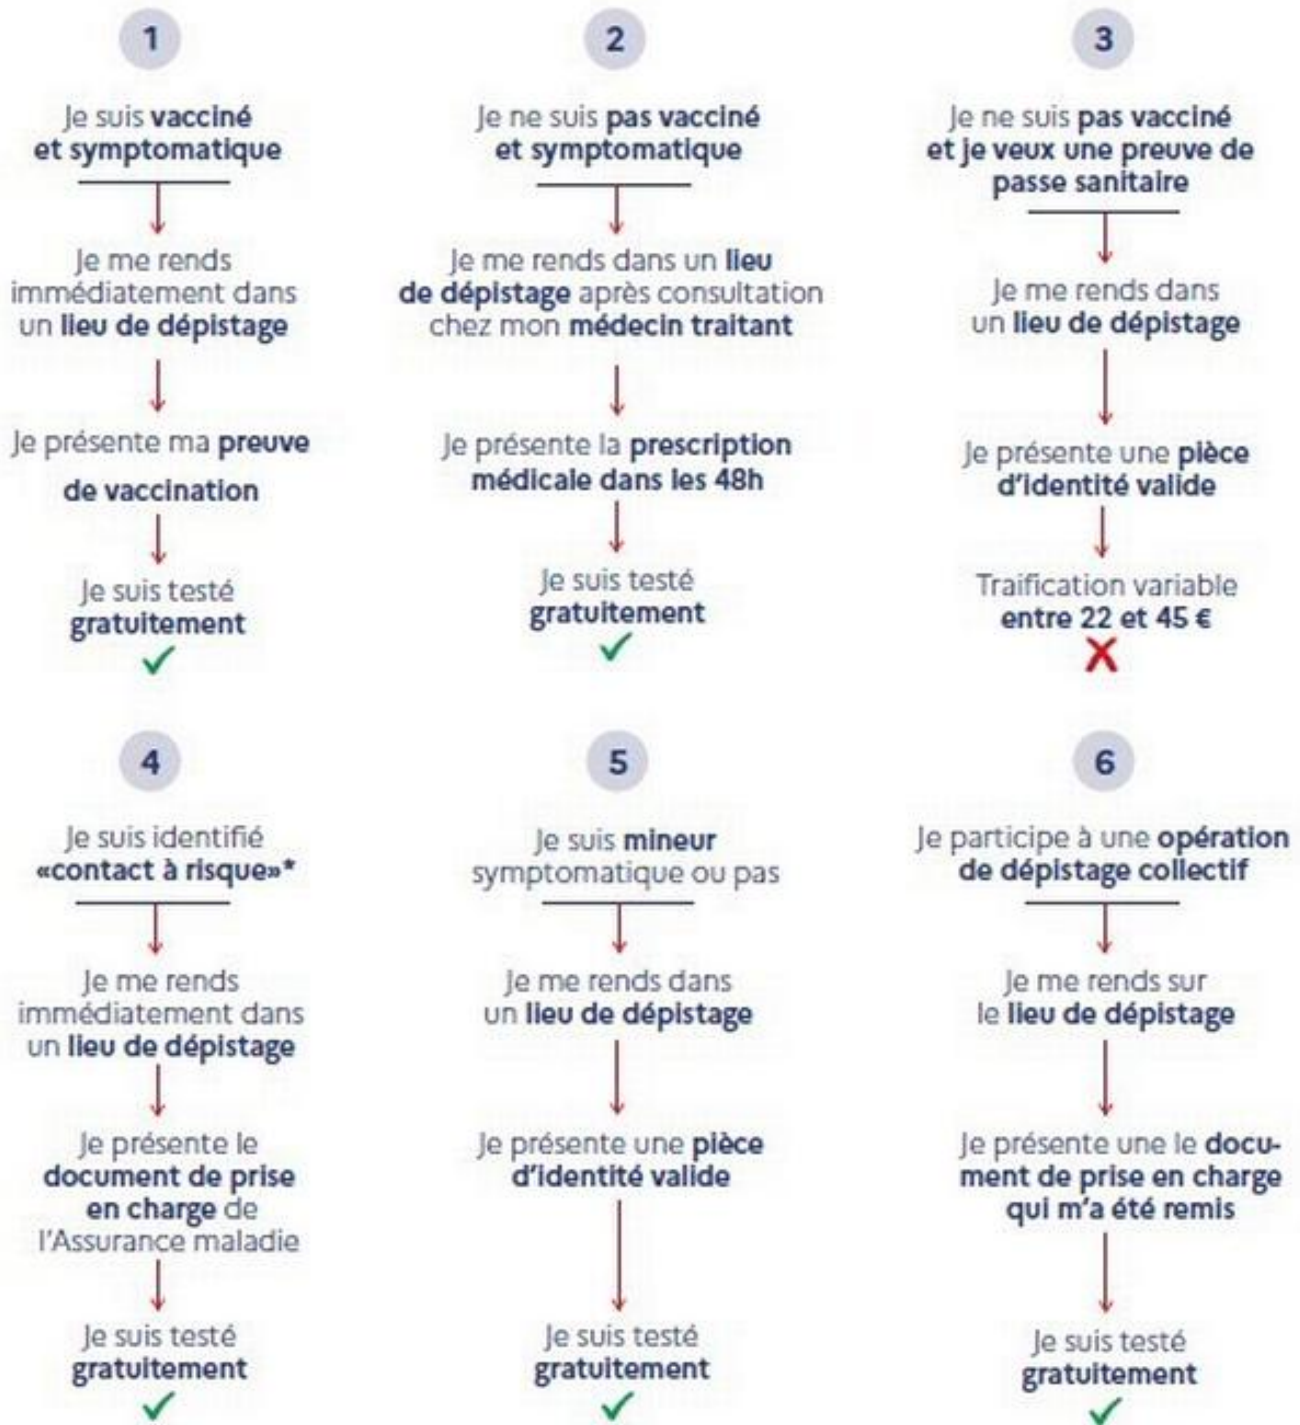 1
Je suis vacciné
et symptomatique
Je me rends
immédiatement dans
un lieu de dépistage
Je présente ma preuve
de vaccination
Je suis testé
gratuitement
2
Je ne suis pas vacciné
et symptomatique
Je me rends dans un lieu
de dépistage après consultation
chez mon médecin traitant
Je présente la prescription
médicale dans les 48h
Je suis testé
gratuitement
3
Je ne suis pas vacciné
et je veux une preuve de
passe sanitaire
Je me rends dans
un lieu de dépistage
Je présente une pièce
d'identité valide
Traification variable
entre 22 et 45 €
4
Je suis identifié
«contact à risque»*
Je me rends
immédiatement dans
un lieu de dépistage
Je présente le
document de prise
en charge de
l'Assurance maladie
Je suis testé
gratuitement
5
Je suis mineur
symptomatique ou pas
Je me rends dans
un lieu de dépistage
Je présente une pièce
d'identité valide
Je suis testé
gratuitement
6
Je participe à une opération
de dépistage collectif
Je me rends sur
le lieu de dépistage
Je présente une le docu-
ment de prise en charge
qui m'a été remis
Je suis testé
gratuitement